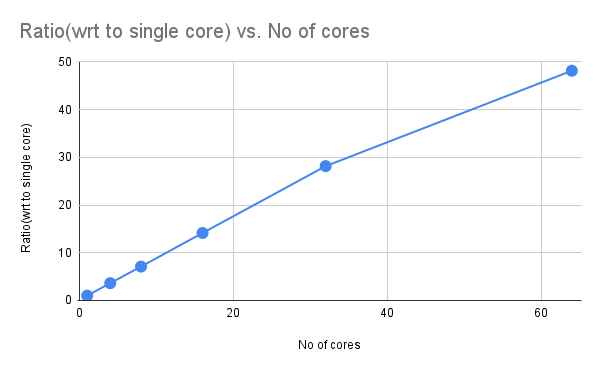 Ratio(wrt to single core) vs. No of cores
Ratio(wrt to single core)
50
40
30
20
10
0
0 20 40 60
No of cores